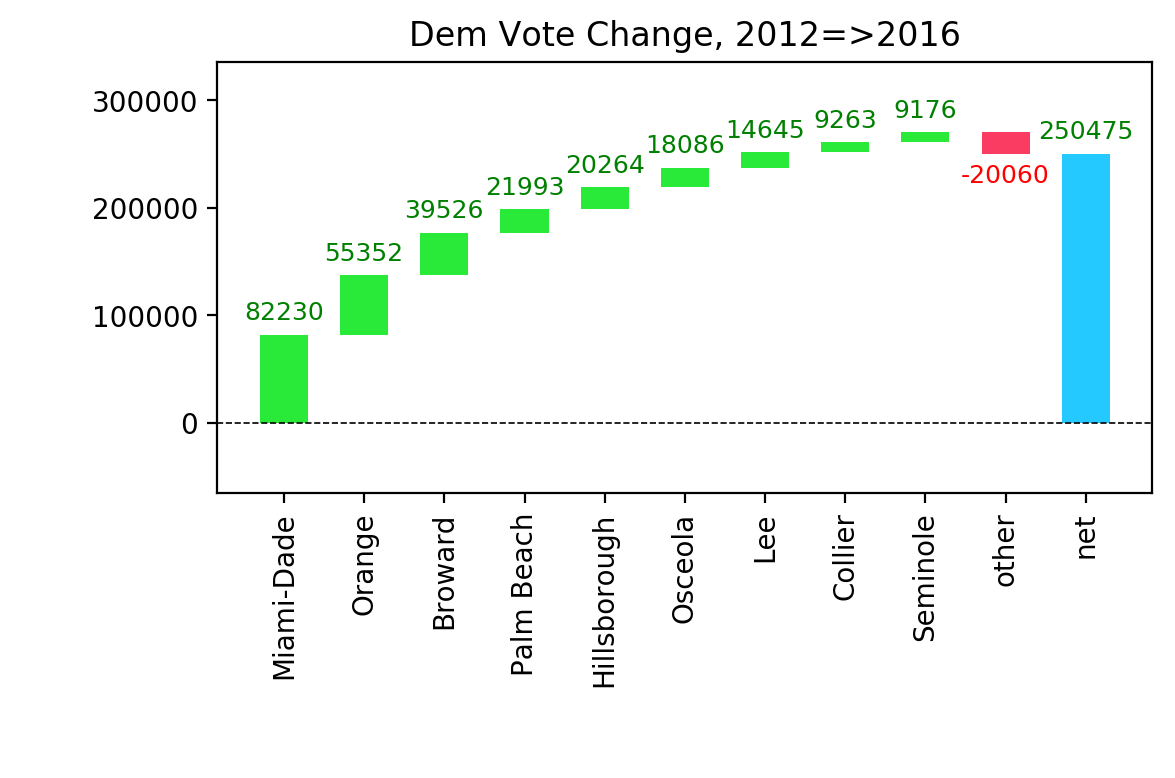 Dem Vote Change, 2012=>2016
300000
200000
100000
0
82230
55352
39526
21993
20264
18086
14645
9263
9176
-20060
250475
Miami-Dade
Orange
Broward
Palm Beach
Hillsborough
Osceola
Lee
Collier
Seminole
other
net